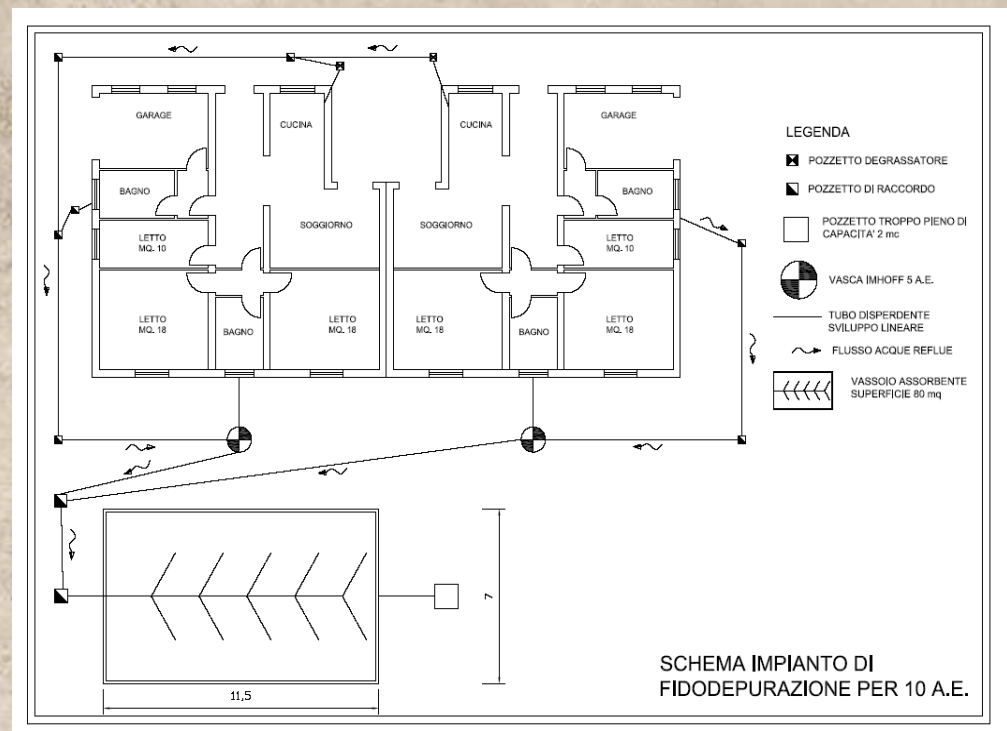 GARAGE
CUCINA
CUCINA
GARAGE
BAGNO
BAGNO
LETTO
MQ. 10
SOGGIORNO
SOGGIORNO
LETTO
MQ. 10
LETTO
MQ. 18
BAGNO
LETTO
MQ. 18
LETTO
MQ. 18
BAGNO
LETTO
MQ. 18
LEGENDA
POZZETTO DEGRASSATORE
POZZETTO DI RACCORDO
POZZETTO TROPPO PIENO DI
CAPACITA' 2 mc
VASCA IMHOFF 5 A.E.
TUBO DISPERDENTE
SVILUPPO LINEARE
FLUSSO ACQUE REFLUE
VASSOIO ASSORBENTE
SUPERFICIE 80 mq
7
11,5
SCHEMA IMPIANTO DI
FIDODEPURAZIONE PER 10 A.E.